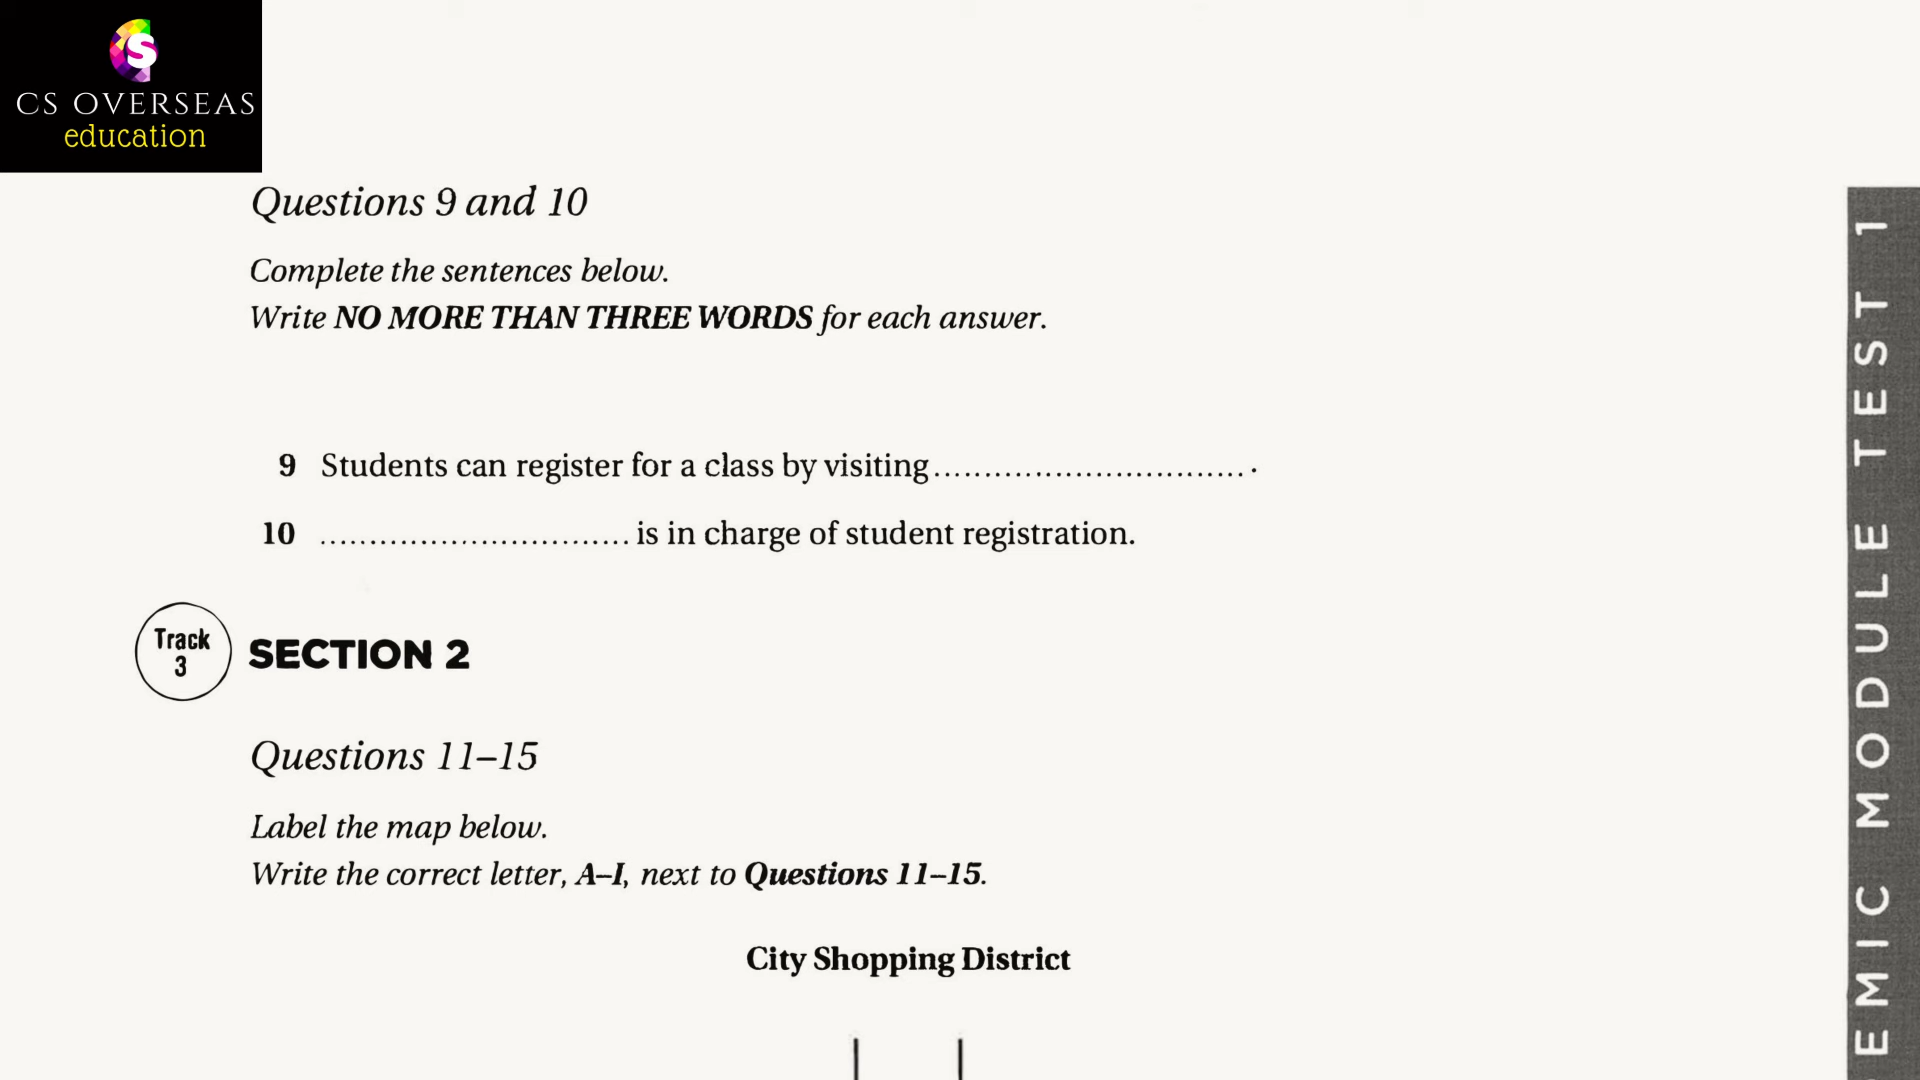 S
CS OVERSEAS
education
Questions 9 and 10
Complete the sentences below.
Write NO MORE THAN THREE WORDS for each answer.
9 Students can register for a class by visiting.............................. .
10 .............................. is in charge of student registration.
Track
3
SECTION 2
Questions 11–15
Label the map below.
Write the correct letter, A–I, next to Questions 11–15.
City Shopping District
EMIC MODULE TEST 1